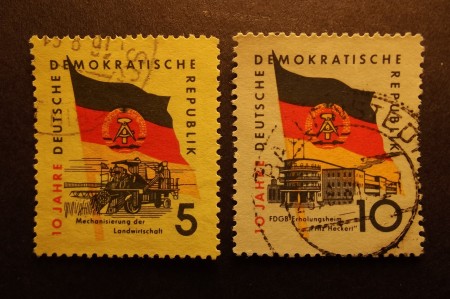 10 JAHRE DEUTSCHE DEMOKRATISCHE REPUBLIK
Mechanisierung der
Landwirtschaft
5
10 JAHRE DEUTSCHE DEMOKRATISCHE REPUBLIK
FDGB Erholungsheim
"Fritz Heckert"
10